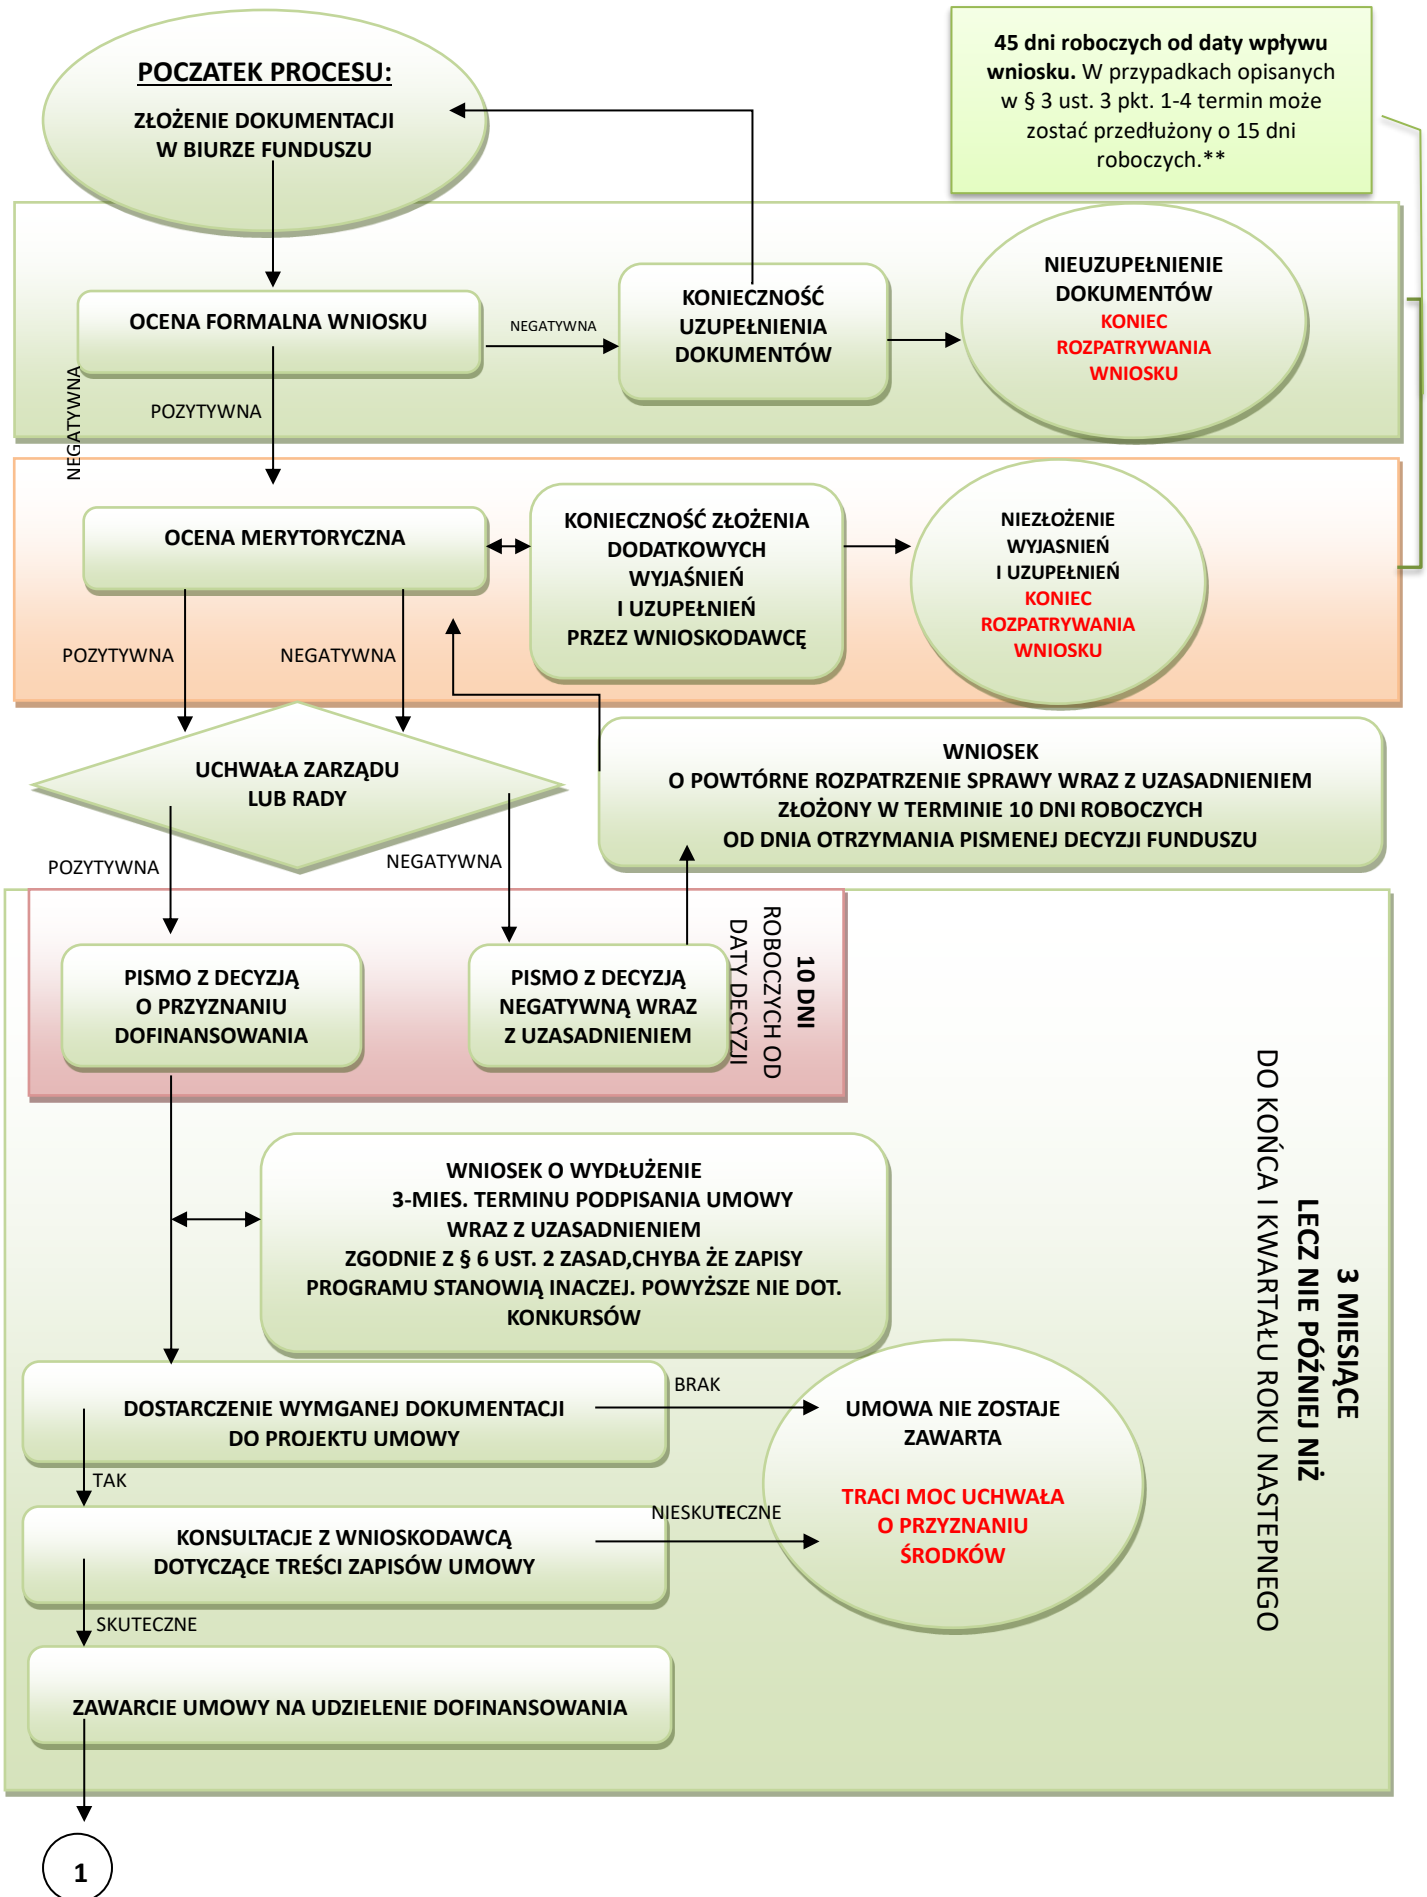 POCZATEK PROCESU:
ZŁOŻENIE DOKUMENTACJI
W BIURZE FUNDUSZU
45 dni roboczych od daty wpływu
wniosku. W przypadkach opisanych
w § 3 ust. 3 pkt. 1-4 termin może
zostać przedłużony o 15 dni
roboczych.**
OCENA FORMALNA WNIOSKU
NEGATYWNA
KONIECZNOŚĆ
UZUPEŁNIENIA
DOKUMENTÓW
NIEUZUPEŁNIENIE
DOKUMENTÓW
KONIEC
ROZPATRYWANIA
WNIOSKU
POZYTYWNA
NEGATYWNA
OCENA MERYTORYCZNA
KONIECZNOŚĆ ZŁOŻENIA
DODATKOWYCH
WYJAŚNIEŃ
I UZUPEŁNIEŃ
PRZEZ WNIOSKODAWCĘ
NIEZŁOŻENIE
WYJASNIEŃ
I UZUPEŁNIEŃ
KONIEC
ROZPATRYWANIA
WNIOSKU
POZYTYWNA
NEGATYWNA
UCHWAŁA ZARZĄDU
LUB RADY
WNIOSEK
O POWTÓRNE ROZPATRZENIE SPRAWY WRAZ Z UZASADNIENIEM
ZŁOŻONY W TERMINIE 10 DNI ROBOCZYCH
OD DNIA OTRZYMANIA PISMENEJ DECYZJI FUNDUSZU
POZYTYWNA
NEGATYWNA
PISMO Z DECYZJĄ
O PRZYZNANIU
DOFINANSOWANIA
PISMO Z DECYZJĄ
NEGATYWNĄ WRAZ
Z UZASADNIENIEM
10 DNI
ROBOCZYCH OD
DATY DECYZJI
WNIOSEK O WYDŁUŻENIE
3-MIES. TERMINU PODPISANIA UMOWY
WRAZ Z UZASADNIENIEM
ZGODNIE Z § 6 UST. 2 ZASAD,CHYBA ŻE ZAPISY
PROGRAMU STANOWIĄ INACZEJ. POWYŻSZE NIE DOT.
KONKURSÓW
3 MIESIĄCE
LECZ NIE PÓŹNIEJ NIŻ
DO KOŃCA I KWARTAŁU ROKU NASTEPNEGO
DOSTARCZENIE WYMGANEJ DOKUMENTACJI
DO PROJEKTU UMOWY
BRAK
UMOWA NIE ZOSTAJE
ZAWARTA
TRACI MOC UCHWAŁA
O PRZYZNANIU
ŚRODKÓW
TAK
KONSULTACJE Z WNIOSKODAWCĄ
DOTYCZĄCE TREŚCI ZAPISÓW UMOWY
NIESKUTECZNE
SKUTECZNE
ZAWARCIE UMOWY NA UDZIELENIE DOFINANSOWANIA
1